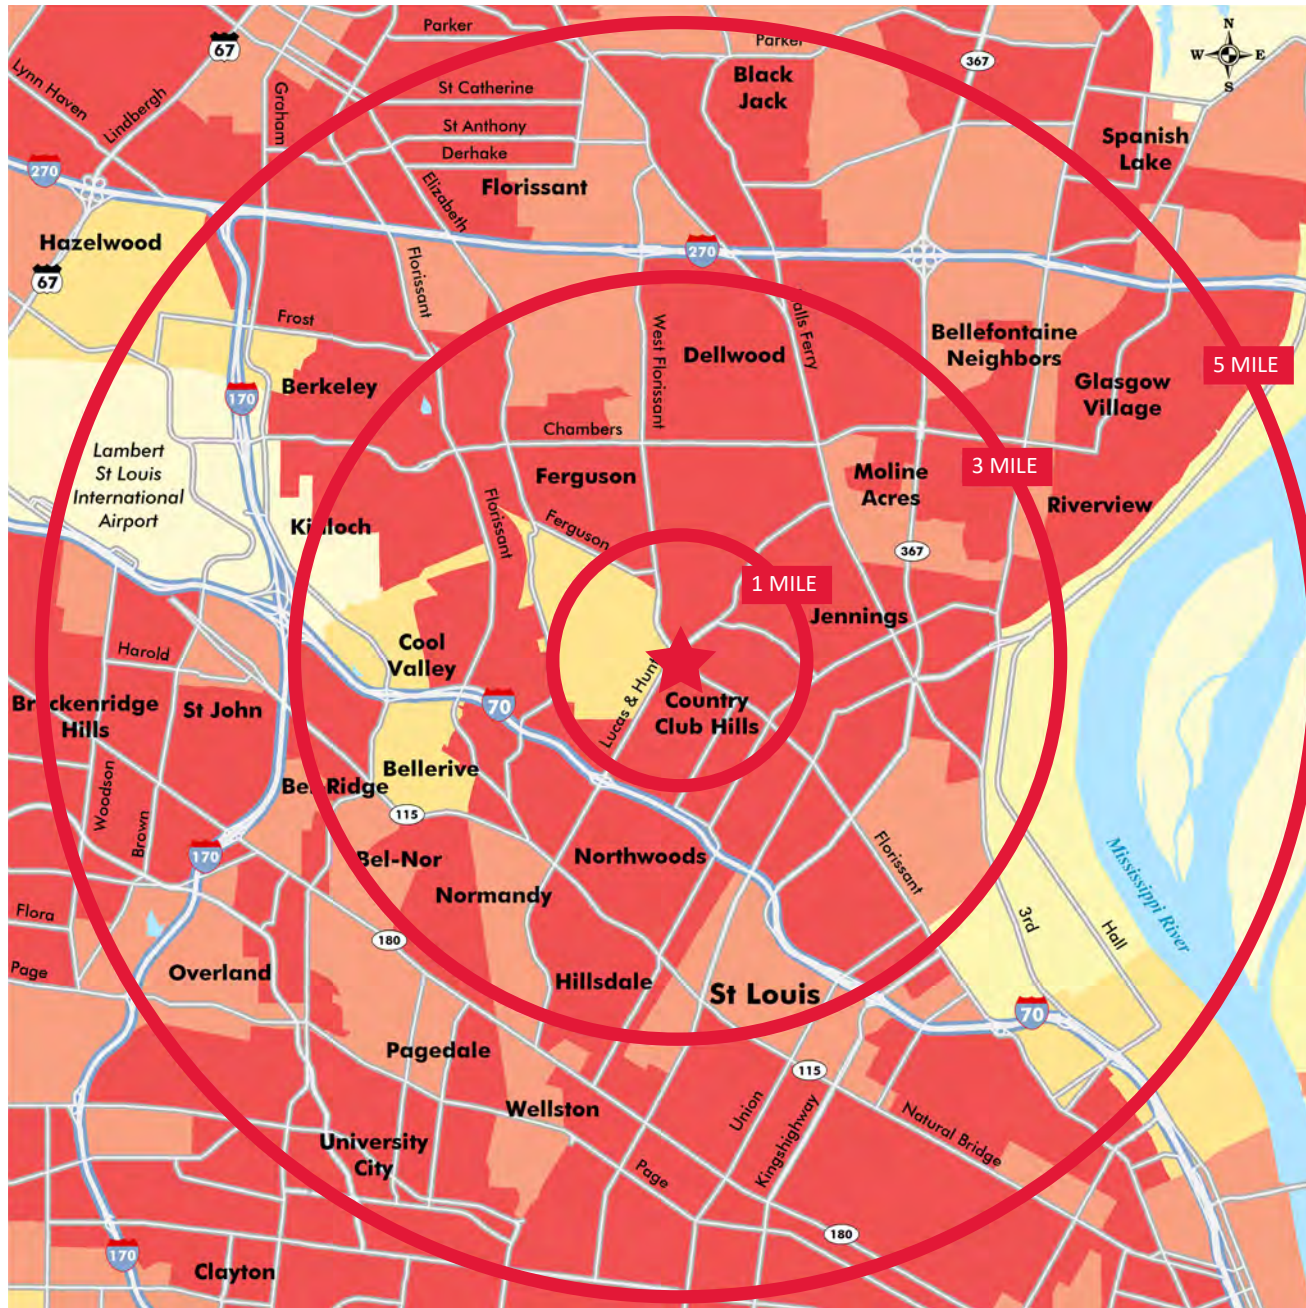 Parker
Parker
N
W E
S
67
367
Black
Jack
Lynn Haven
Lindbergh
Graham
St Catherine
St Anthony
Derhake
Spanish
Lake
270
Elizabeth
Florissant
Hazelwood
270
67
Florissant
Frost
West Florissant
alls Ferry
Dellwood
Bellefontaine
Neighbors
5 MILE
Berkeley
170
Glasgow
Village
Chambers
Lambert
St Louis
International
Airport
Ferguson
Moline
Acres
3 MILE
Riverview
Florissant
Ferguson
367
1 MILE
Jennings
Cool
Valley
Harold
Lucas & Hunt
Country
Club Hills
St John
Hills
70
Bellerive
115
Woodson
Brown
170
Bel-Nor
Northwoods
Florissant
Normandy
Mississippi River
Flora
180
3rd
Hall
Page
Overland
Hillsdale
St Louis
70
Pagedale
115
Wellston
Union
Kingshighway
Natural Bridge
University
City
Page
180
170
Clayton